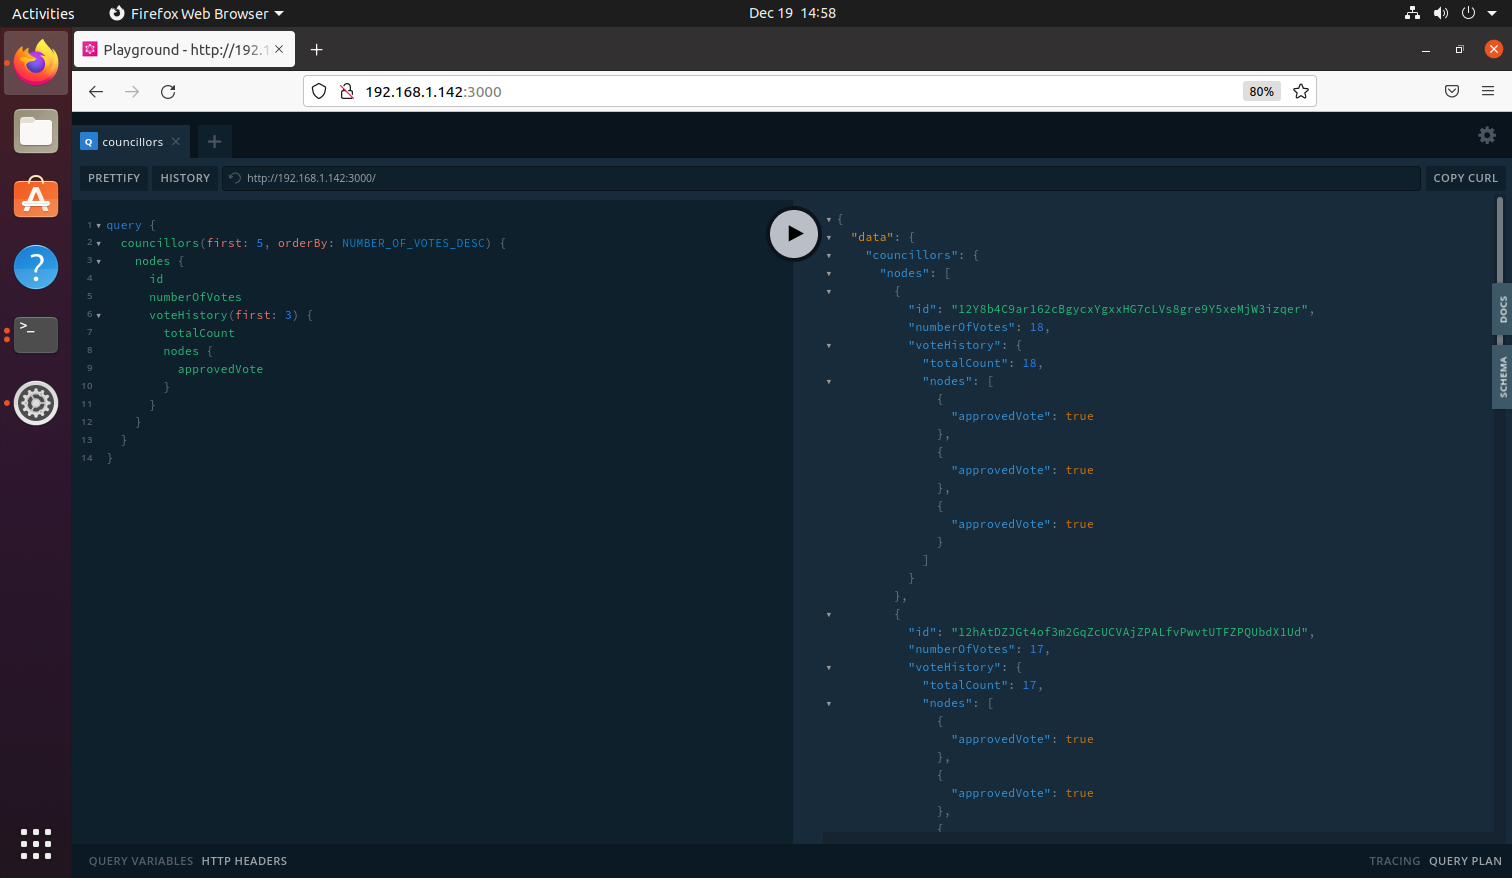 Activities
Firefox Web Browser
Dec 19 14:58
Playground - http://192.1
192.168.1.142:3000
80%
councillors
PRETTIFY
HISTORY
http://192.168.1.142:3000/
COPY CURL
1 query {
2 councillors(first: 5, orderBy: NUMBER_OF_VOTES_DESC) {
3 nodes {
4 id
5 numberOfVotes
6 voteHistory(first: 3) {
7 totalCount
8 nodes {
9 approvedVote
10 }
11 }
12 }
13 }
14 }
{
"data": {
"councillors": {
"nodes": [
{
"id": "12Y8b4C9ar162cBgycxYgxxHG7cLVs8gre9Y5xeMjW3izqer",
"numberOfVotes": 18,
"voteHistory": {
"totalCount": 18,
"nodes": [
{
"approvedVote": true
},
{
"approvedVote": true
},
{
"approvedVote": true
}
]
}
},
{
"id": "12hAtDZJGt4of3m2GqZcUCVAjZPALfvPwvtUTFZPQUbdX1Ud",
"numberOfVotes": 17,
"voteHistory": {
"totalCount": 17,
"nodes": [
{
"approvedVote": true
},
{
"approvedVote": true
},
{
DOCS
SCHEMA
QUERY VARIABLES
HTTP HEADERS
TRACING
QUERY PLAN